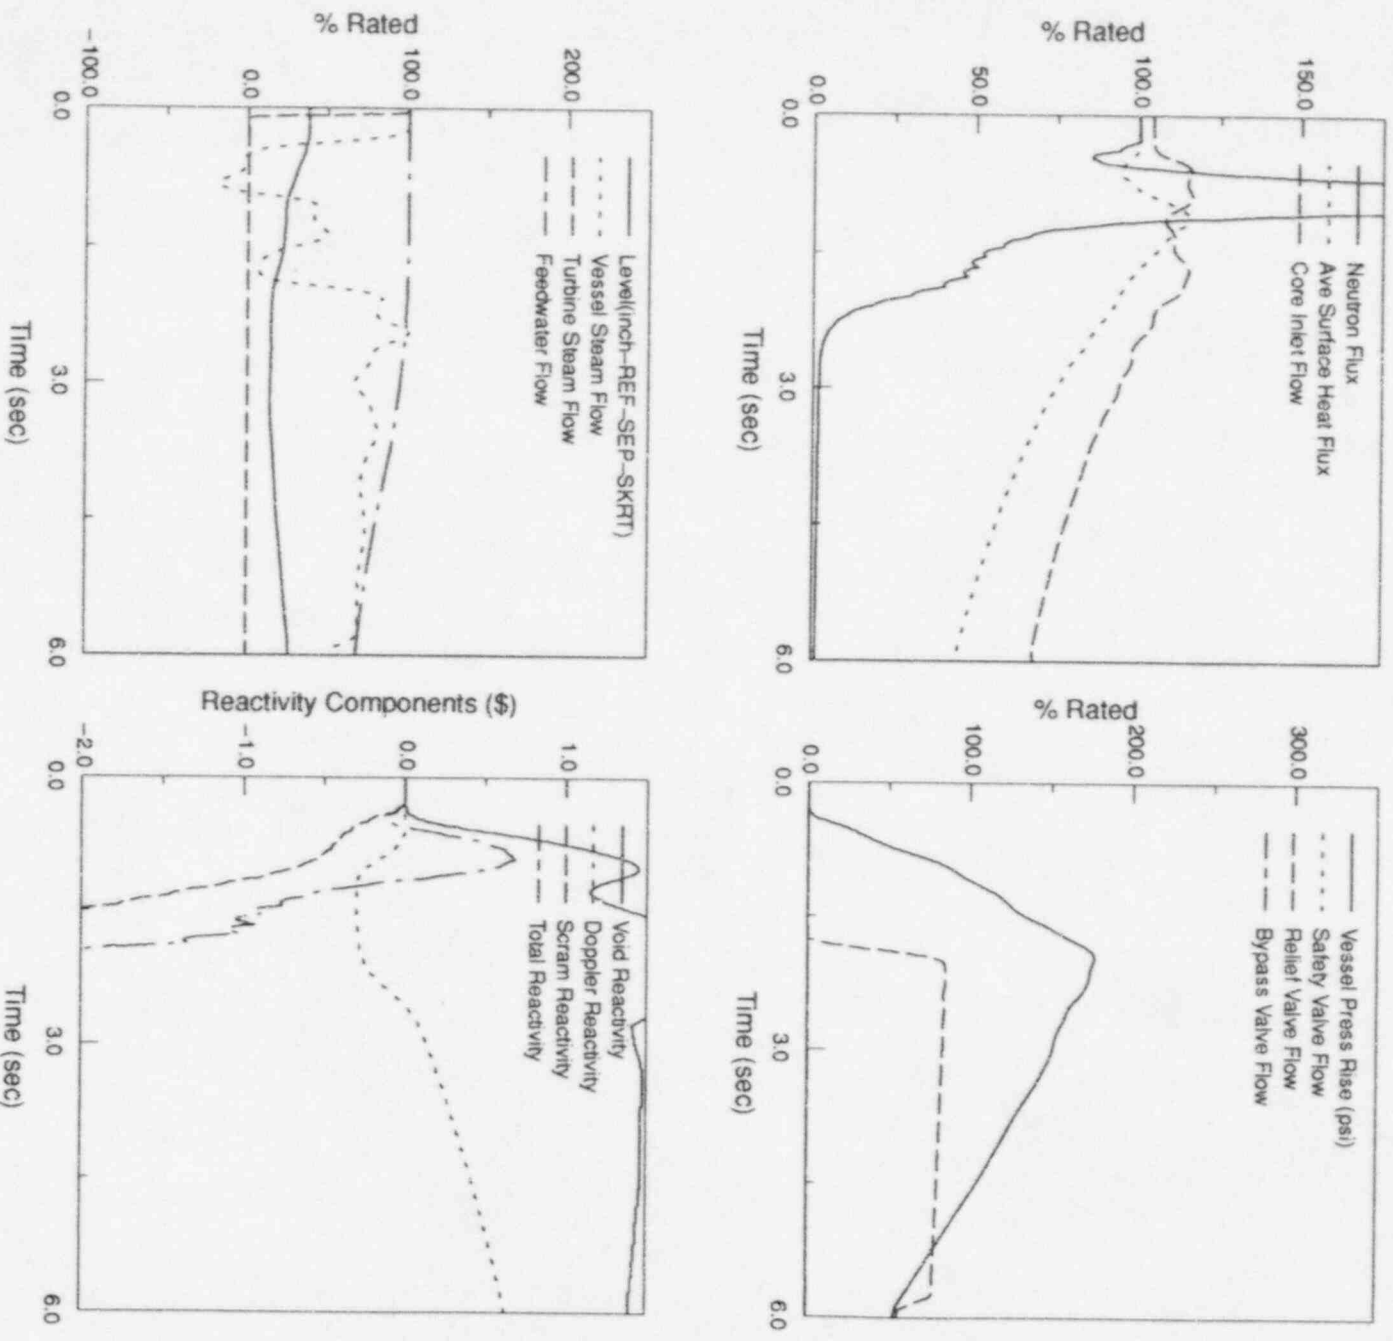 % Rated
150.0
100.0
50.0
0.0
0.0
3.0
6.0
Time (sec)
Neutron Flux
Ave Surface Heat Flux
Core Inlet Flow
% Rated
300.0
200.0
100.0
0.0
0.0
3.0
6.0
Time (sec)
Vessel Press Rise (psi)
Safety Valve Flow
Relief Valve Flow
Bypass Valve Flow
% Rated
200.0
100.0
0.0
-100.0
0.0
3.0
6.0
Time (sec)
Level(inch-REF-SEP-SKRT)
Vessel Steam Flow
Turbine Steam Flow
Feedwater Flow
Reactivity Components ($)
1.0
0.0
-1.0
-2.0
0.0
3.0
6.0
Time (sec)
Void Reactivity
Doppler Reactivity
Scram Reactivity
Total Reactivity